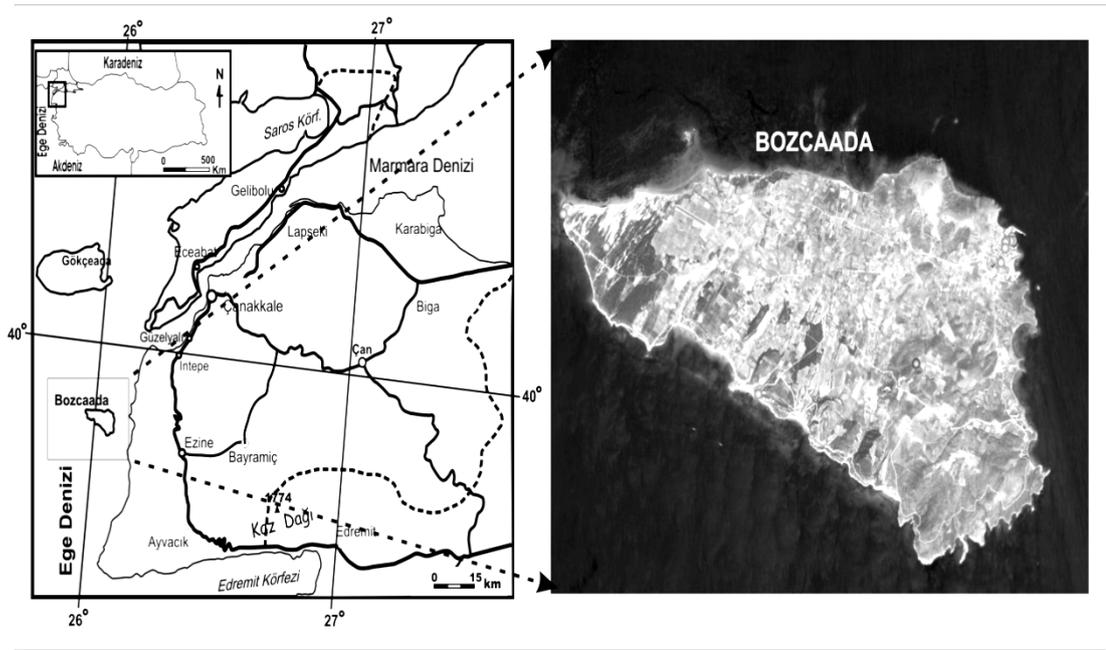 26°
27°
Karadeniz
N
Ege Denizi
Akdeniz
0 500
Km
Saros Körf.
Marmara Denizi
Gelibolu
Lapseki
Karabiga
Eceabat
Gökçeada
Çanakkale
Biga
40°
Güzelyalı
İntepe
Çan
40°
Bozcaada
Ezine
Bayramiç
Ege Denizi
1774
Kaz Dağı
Edremit
Ayvacık
Edremit Körfezi
0 15
km
26°
27°
BOZCAADA